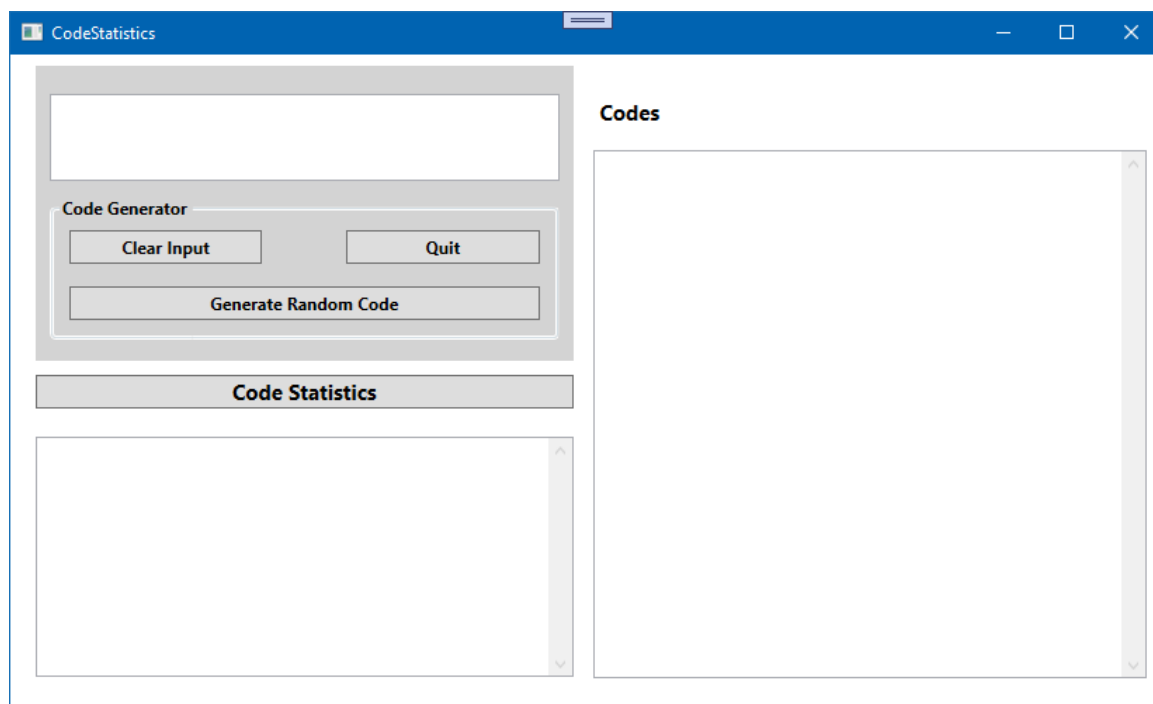 CodeStatistics
Codes
Code Generator
Clear Input
Quit
Generate Random Code
Code Statistics